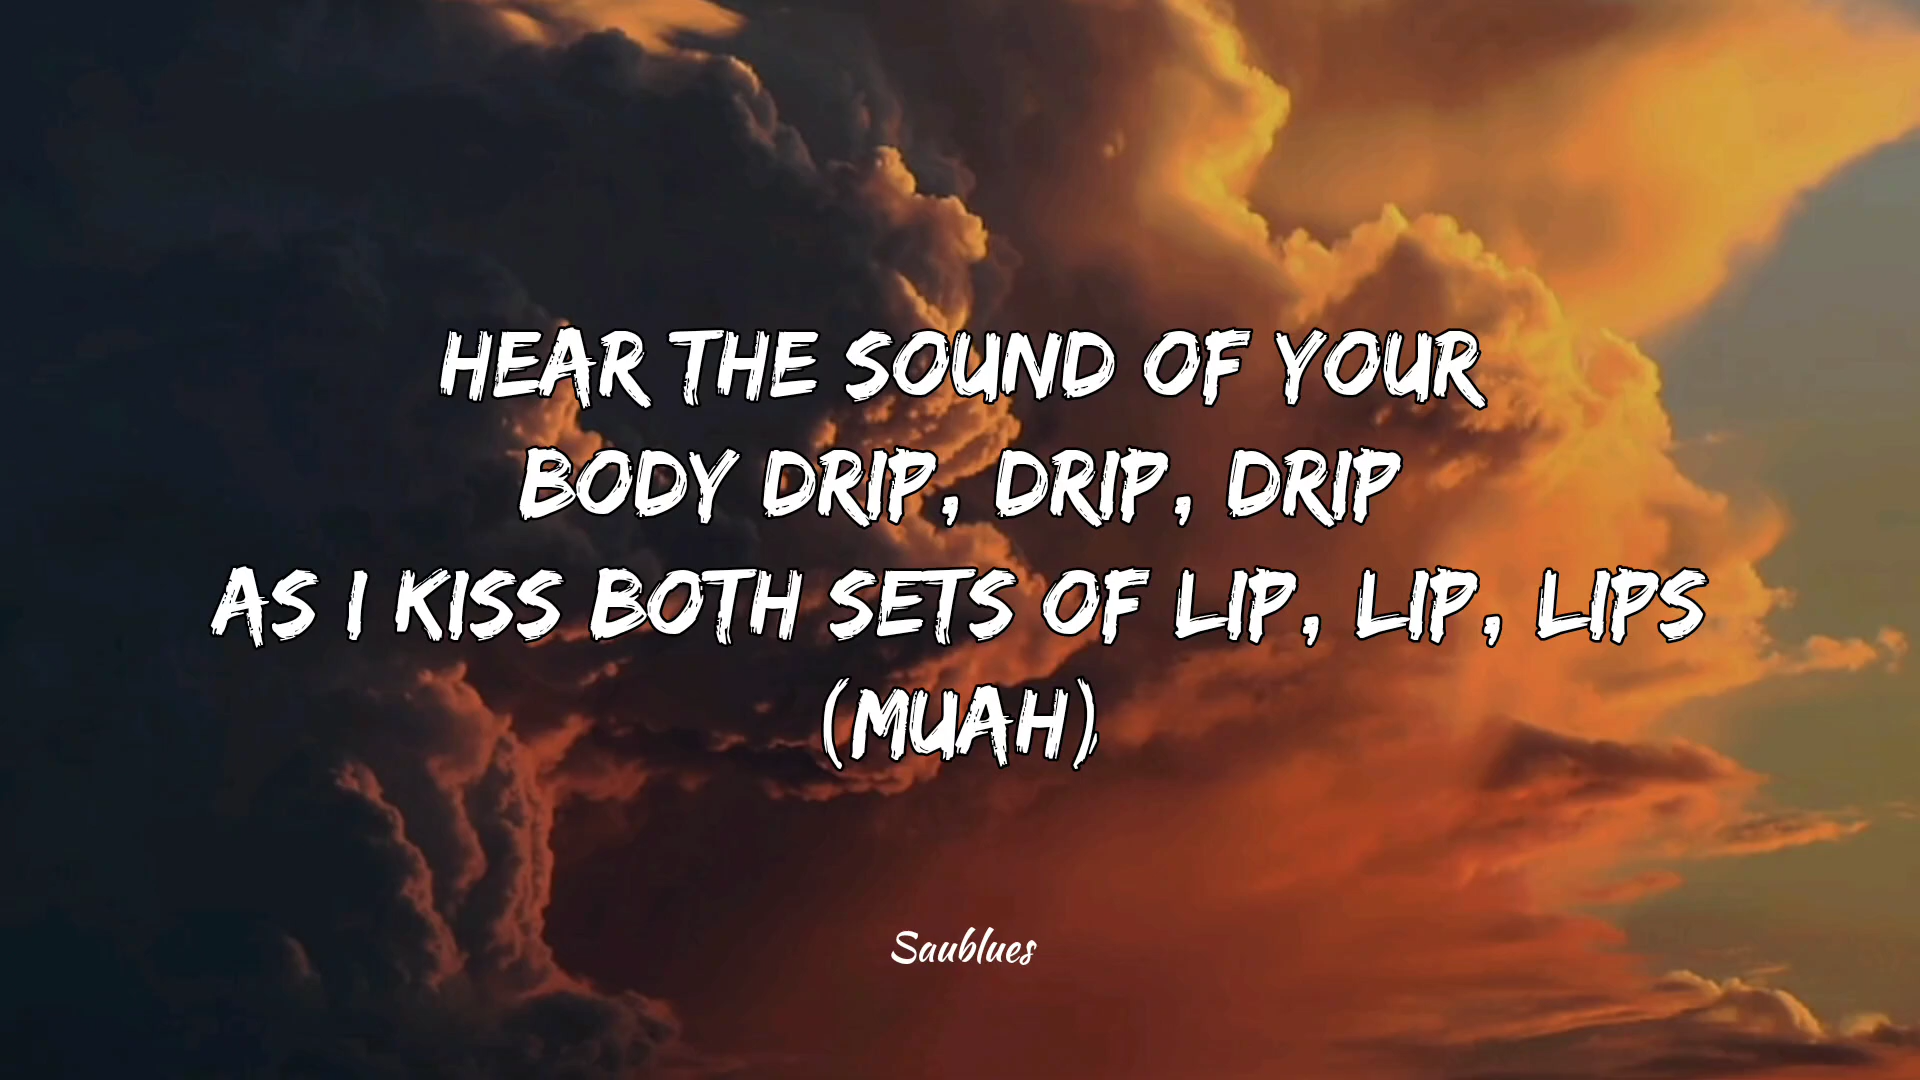 HEAR THE SOUND OF YOUR
BODY DRIP, DRIP, DRIP
AS I KISS BOTH SETS OF LIP, LIP, LIPS
(MUAH)
Saublues